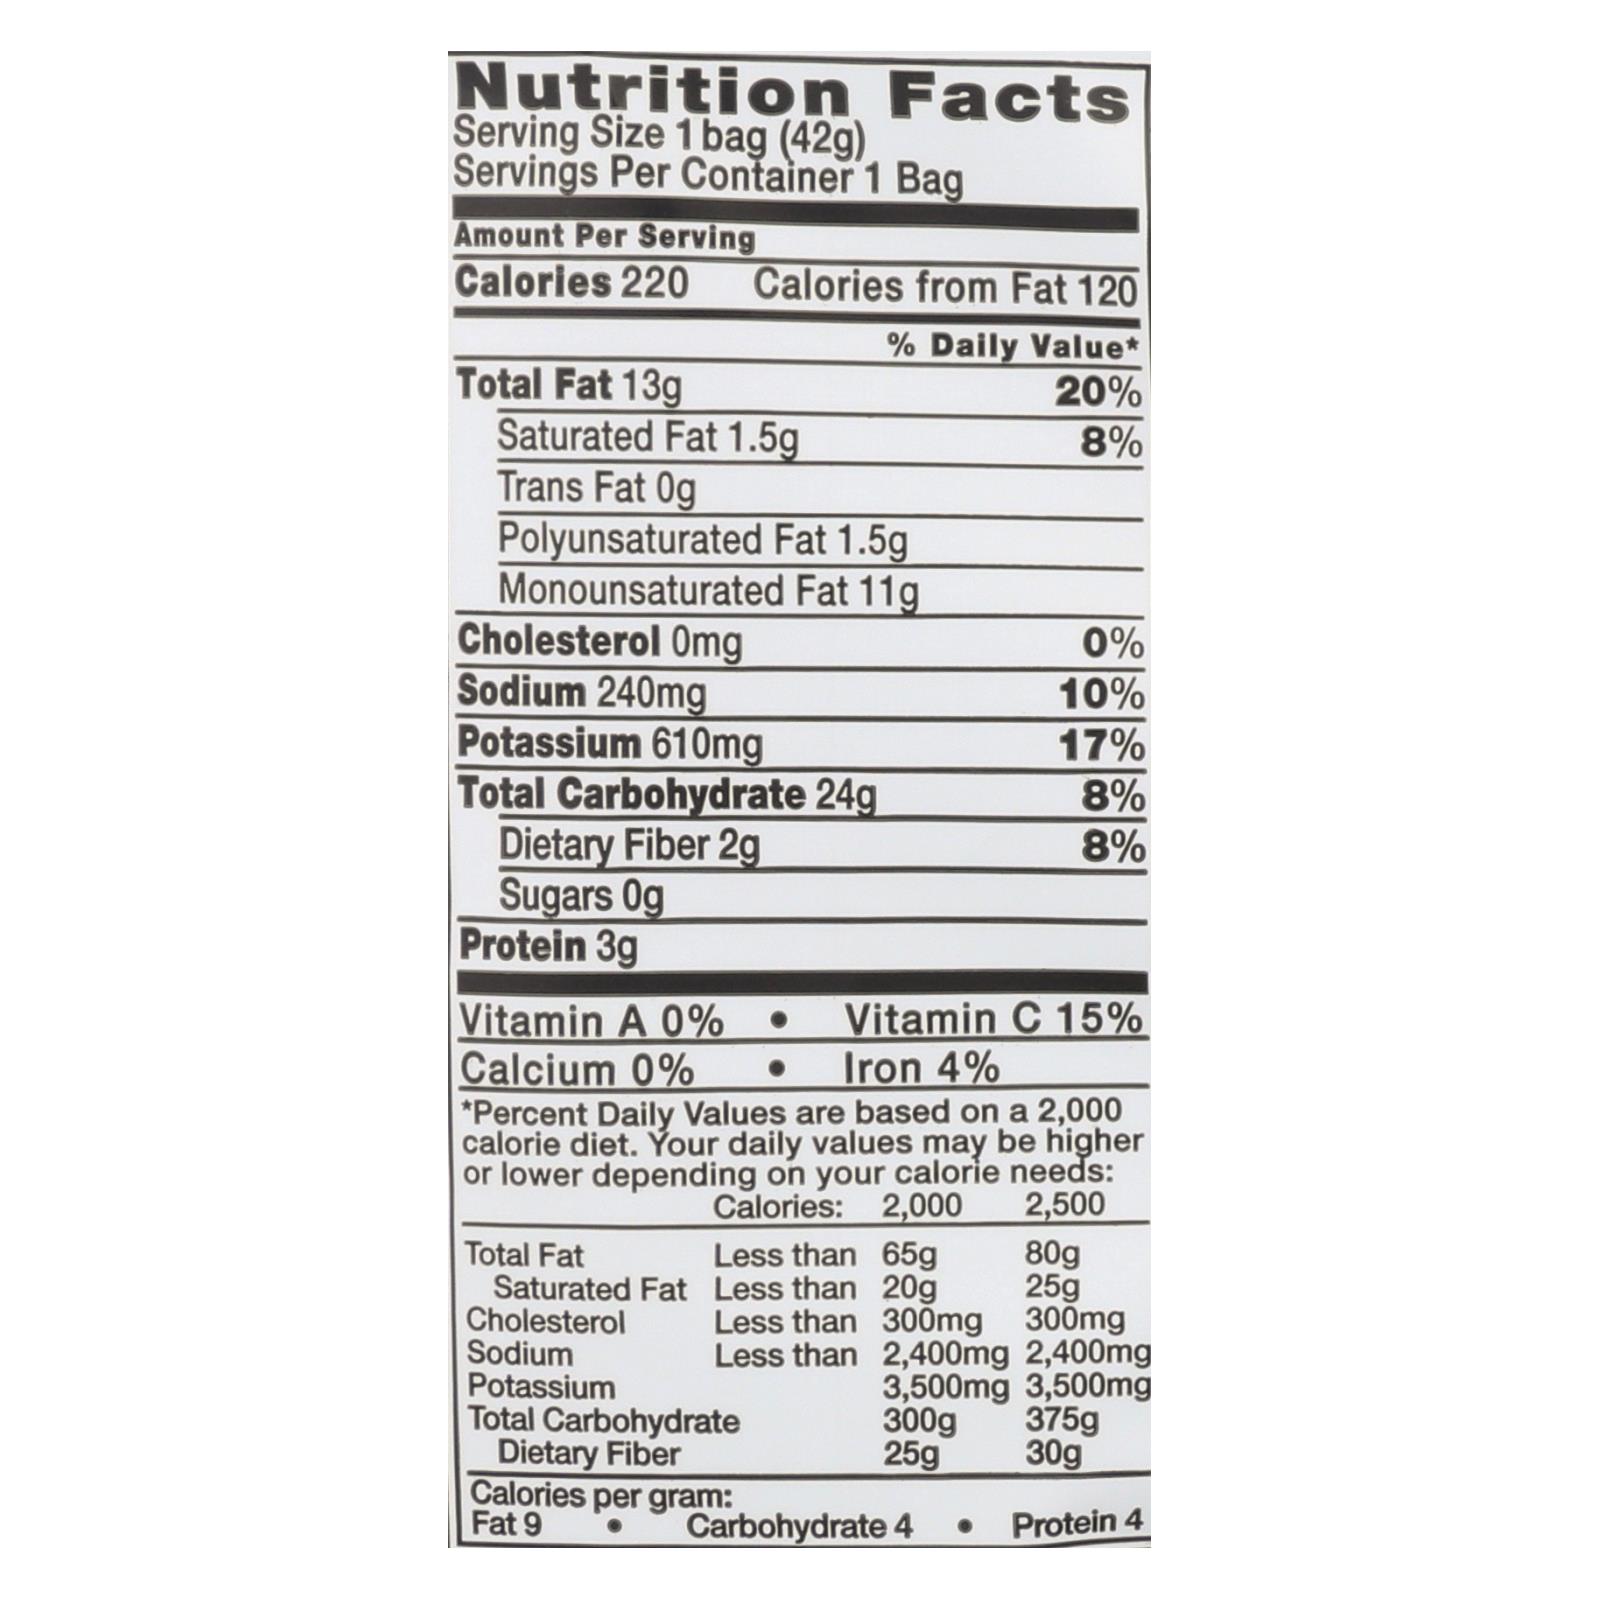 Nutrition Facts
Serving Size 1 bag (42g)
Servings Per Container 1 Bag
Amount Per Serving
Calories 220 Calories from Fat 120
% Daily Value*
Total Fat 13g 20%
Saturated Fat 1.5g 8%
Trans Fat 0g
Polyunsaturated Fat 1.5g
Monounsaturated Fat 11g
Cholesterol 0mg 0%
Sodium 240mg 10%
Potassium 610mg 17%
Total Carbohydrate 24g 8%
Dietary Fiber 2g 8%
Sugars 0g
Protein 3g
Vitamin A 0% • Vitamin C 15%
Calcium 0% • Iron 4%
*Percent Daily Values are based on a 2,000
calorie diet. Your daily values may be higher
or lower depending on your calorie needs:
Calories: 2,000 2,500
Total Fat Less than 65g 80g
Saturated Fat Less than 20g 25g
Cholesterol Less than 300mg 300mg
Sodium Less than 2,400mg 2,400mg
Potassium 3,500mg 3,500mg
Total Carbohydrate 300g 375g
Dietary Fiber 25g 30g
Calories per gram:
Fat 9 • Carbohydrate 4 • Protein 4